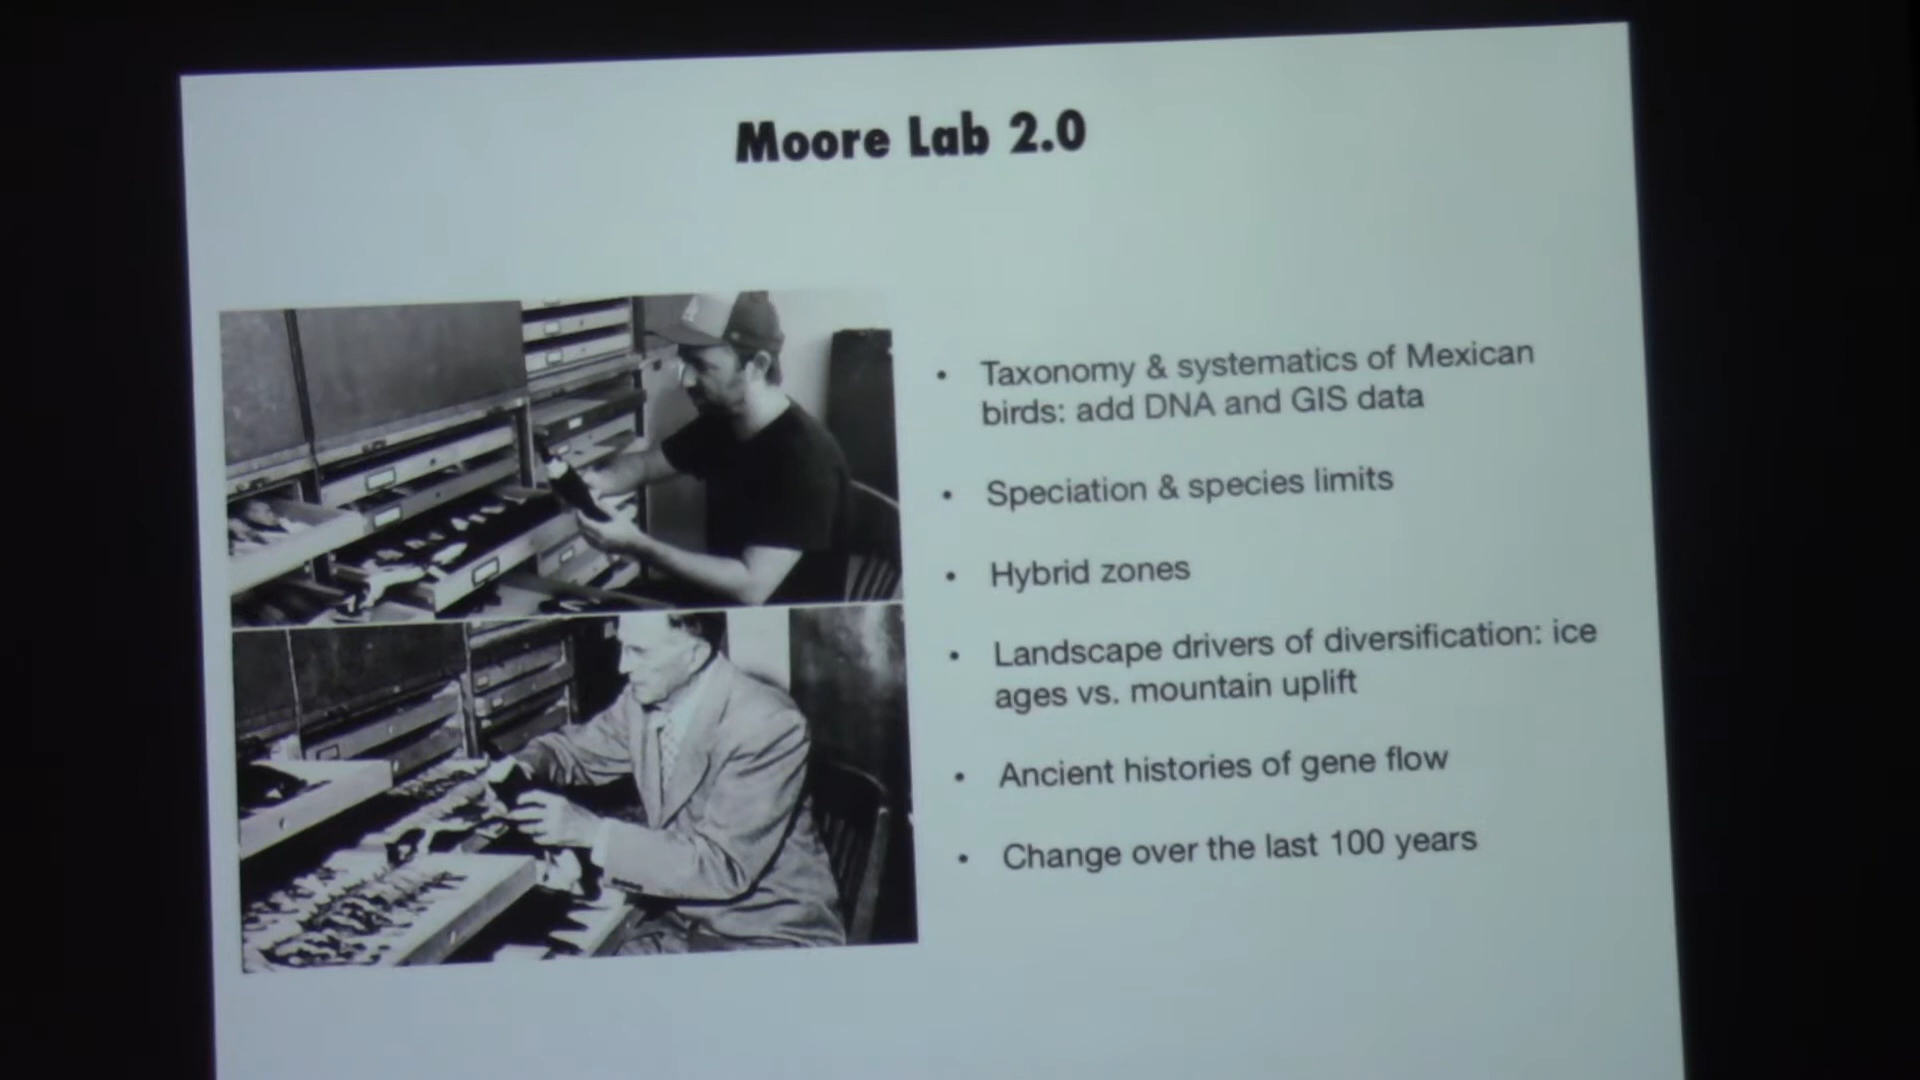 Moore Lab 2.0
• Taxonomy & systematics of Mexican
birds: add DNA and GIS data
• Speciation & species limits
• Hybrid zones
• Landscape drivers of diversification: ice
ages vs. mountain uplift
• Ancient histories of gene flow
• Change over the last 100 years